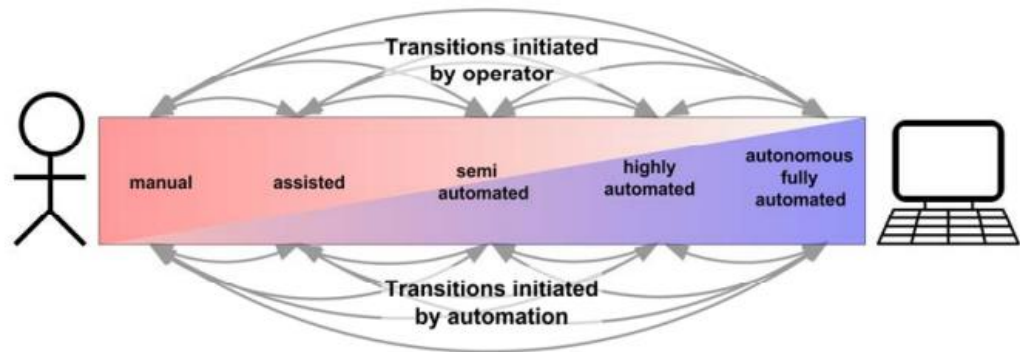 Transitions initiated
by operator
manual
assisted
semi
automated
highly
automated
autonomous
fully
automated
Transitions initiated
by automation